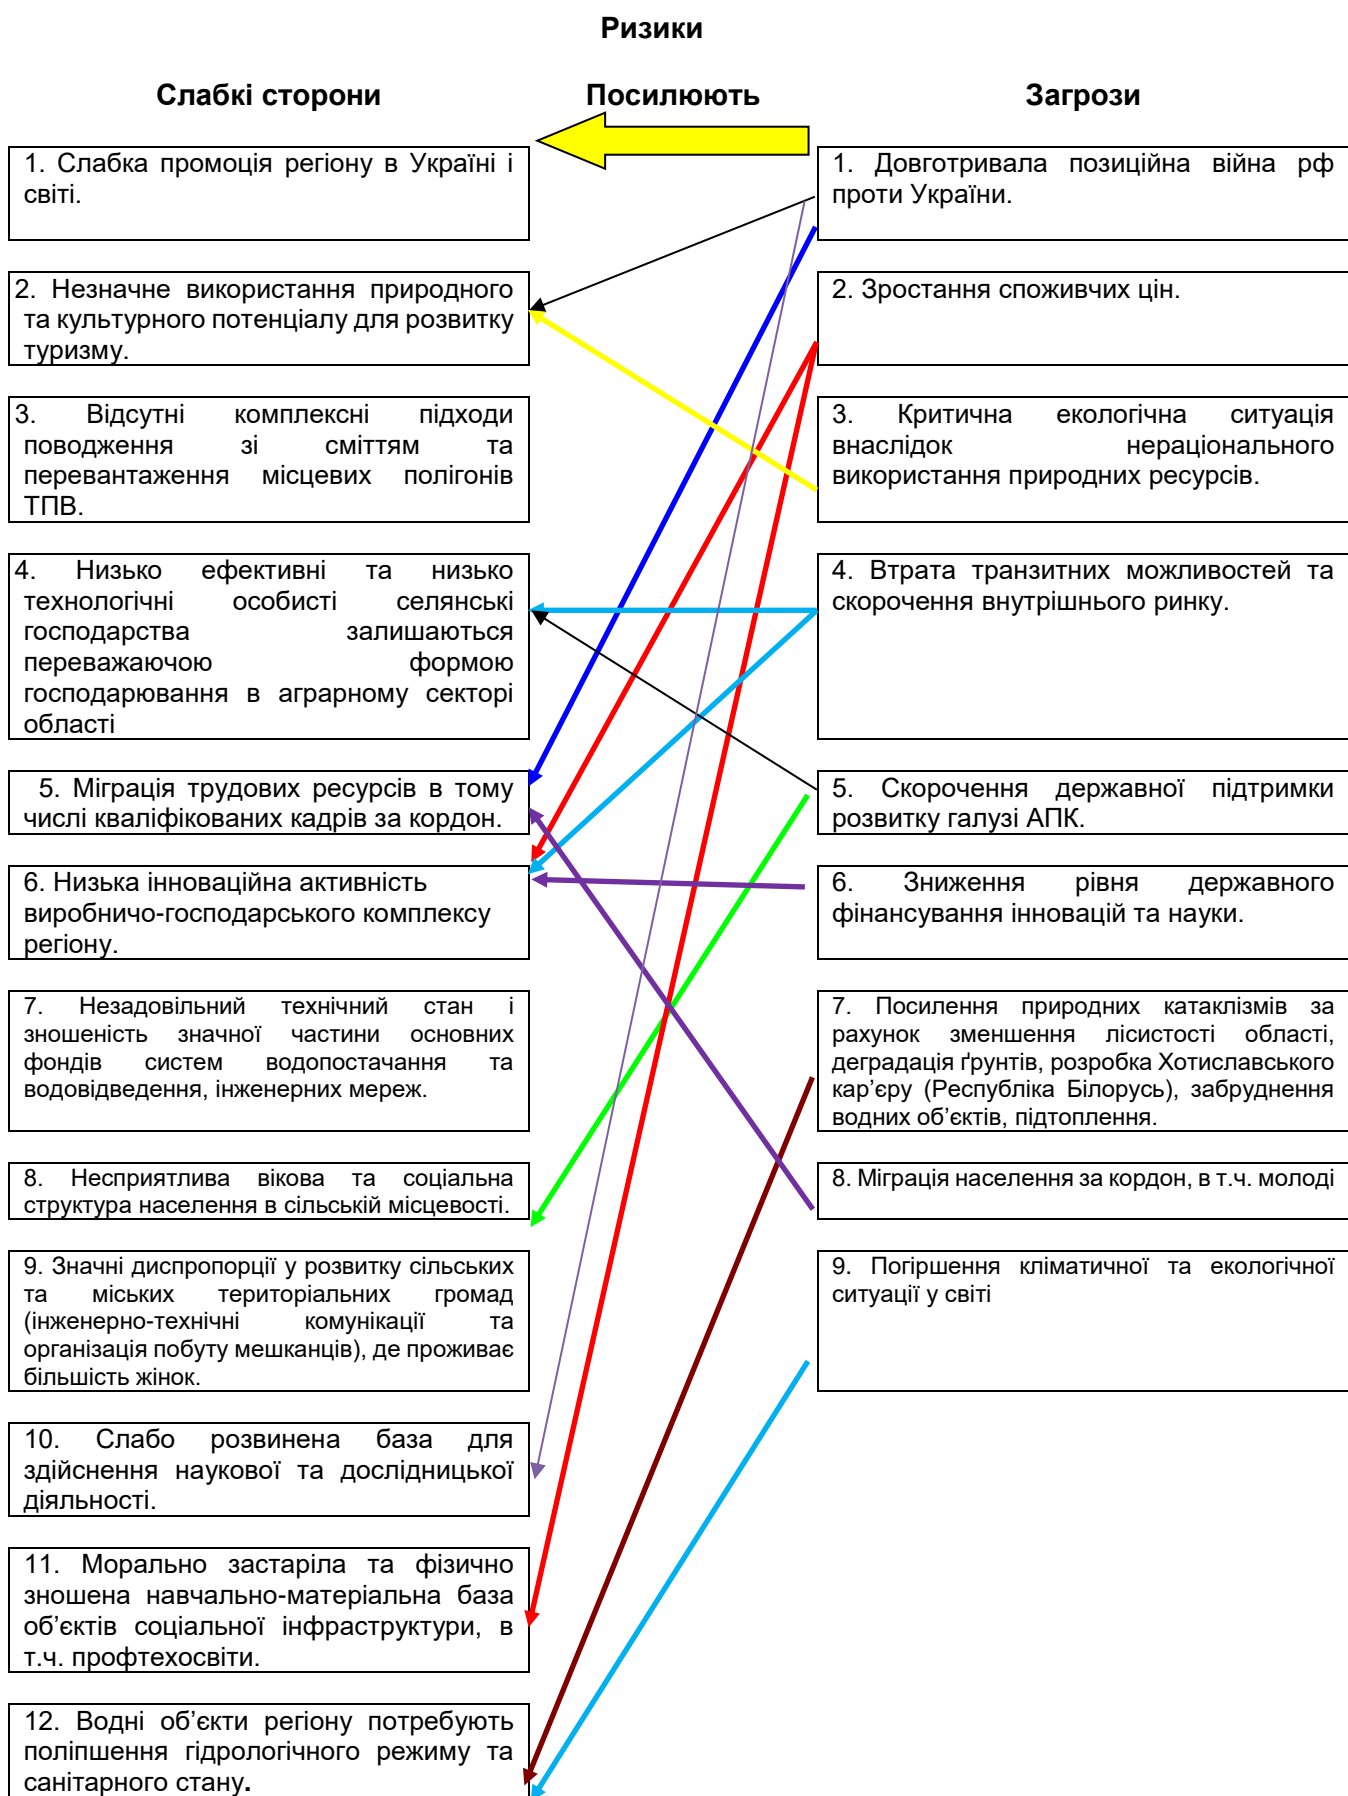 Ризики
Слабкі сторони
Посилюють
Загрози
1. Слабка промоція регіону в Україні і
світі.
2. Незначне використання природного
та культурного потенціалу для розвитку
туризму.
3. Відсутні комплексні підходи
поводження зі сміттям та
перевантаження місцевих полігонів
ТПВ.
4. Низько ефективні та низько
технологічні особисті селянські
господарства залишаються
переважаючою формою
господарювання в аграрному секторі
області
5. Міграція трудових ресурсів в тому
числі кваліфікованих кадрів за кордон.
6. Низька інноваційна активність
виробничо-господарського комплексу
регіону.
7. Незадовільний технічний стан і
зношеність значної частини основних
фондів систем водопостачання та
водовідведення, інженерних мереж.
8. Несприятлива вікова та соціальна
структура населення в сільській місцевості.
9. Значні диспропорції у розвитку сільських
та міських територіальних громад
(інженерно-технічні комунікації та
організація побуту мешканців), де проживає
більшість жінок.
10. Слабо розвинена база для
здійснення наукової та дослідницької
діяльності.
11. Морально застаріла та фізично
зношена навчально-матеріальна база
об’єктів соціальної інфраструктури, в
т.ч. профтехосвіти.
12. Водні об’єкти регіону потребують
поліпшення гідрологічного режиму та
санітарного стану.
1. Довготривала позиційна війна рф
проти України.
2. Зростання споживчих цін.
3. Критична екологічна ситуація
внаслідок нераціонального
використання природних ресурсів.
4. Втрата транзитних можливостей та
скорочення внутрішнього ринку.
5. Скорочення державної підтримки
розвитку галузі АПК.
6. Зниження рівня державного
фінансування інновацій та науки.
7. Посилення природних катаклізмів за
рахунок зменшення лісистості області,
деградація ґрунтів, розробка Хотиславського
кар’єру (Республіка Білорусь), забруднення
водних об’єктів, підтоплення.
8. Міграція населення за кордон, в т.ч. молоді
9. Погіршення кліматичної та екологічної
ситуації у світі